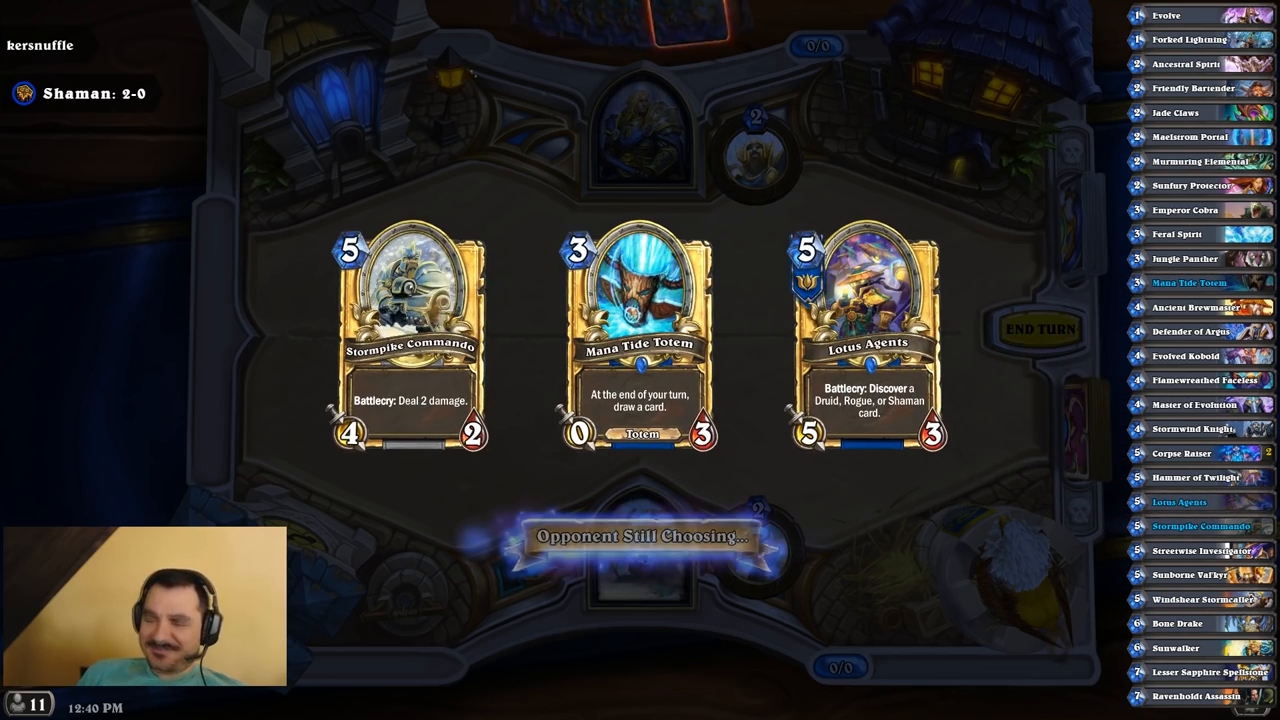 kersnuffle
Shaman: 2-0
0/0
2
5
Stormpike Commando
Battlecry: Deal 2 damage.
4
2
3
Mana Tide Totem
At the end of your turn,
draw a card.
Totem
0
3
5
Lotus Agents
Battlecry: Discover a
Druid, Rogue, or Shaman
card.
5
3
END TURN
Opponent Still Choosing...
2
0/0
11
12:40 PM
1 Evolve
1 Forked Lightning
2 Ancestral Spirit
2 Friendly Bartender
2 Jade Claws
2 Maelstrom Portal
2 Murmuring Elemental
2 Sunfury Protector
3 Emperor Cobra
3 Feral Spirit
3 Jungle Panther
3 Mana Tide Totem
4 Ancient Brewmaster
4 Defender of Argus
4 Evolved Kobold
4 Flamewreathed Faceless
4 Master of Evolution
4 Stormwind Knight
5 Corpse Raiser 2
5 Hammer of Twilight
5 Lotus Agents
5 Stormpike Commando
5 Streetwise Investigator
5 Sunborne Val'kyr
5 Windshear Stormcaller
6 Bone Drake
6 Sunwalker
7 Lesser Sapphire Spellstone
7 Ravenholdt Assassin